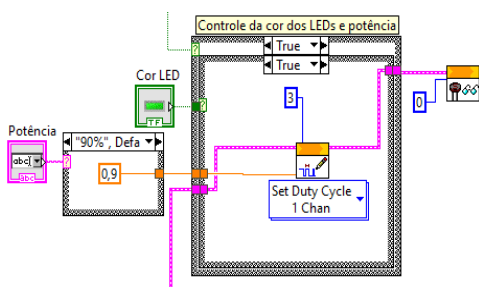 Controle da cor dos LEDs e potência
True
True
Cor LED
TF
3
0
Potência
abc
abc
"90%", Defa
0,9
Set Duty Cycle
1 Chan
?
?
?